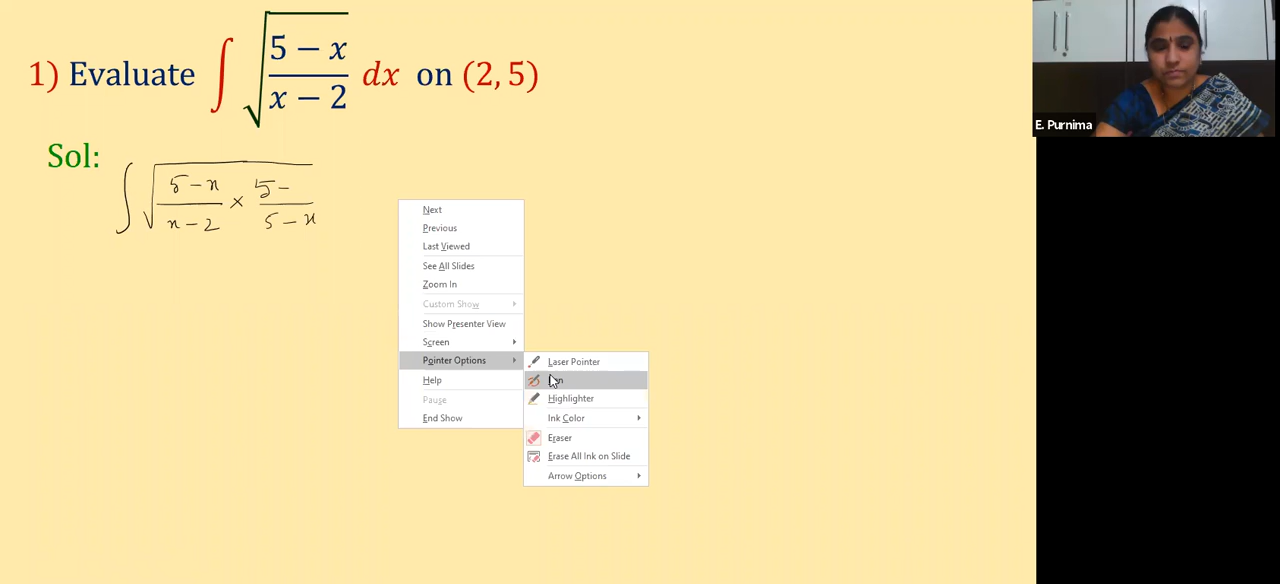 1) Evaluate ∫ √((5 − x)/(x − 2)) dx on (2, 5)
Sol:
∫ √((5 − x)/(x − 2) × (5 −)/(5 − x))
Next
Previous
Last Viewed
See All Slides
Zoom In
Custom Show
Show Presenter View
Screen
Pointer Options
Help
Pause
End Show
Laser Pointer
Highlighter
Ink Color
Eraser
Erase All Ink on Slide
Arrow Options
E. Purnima